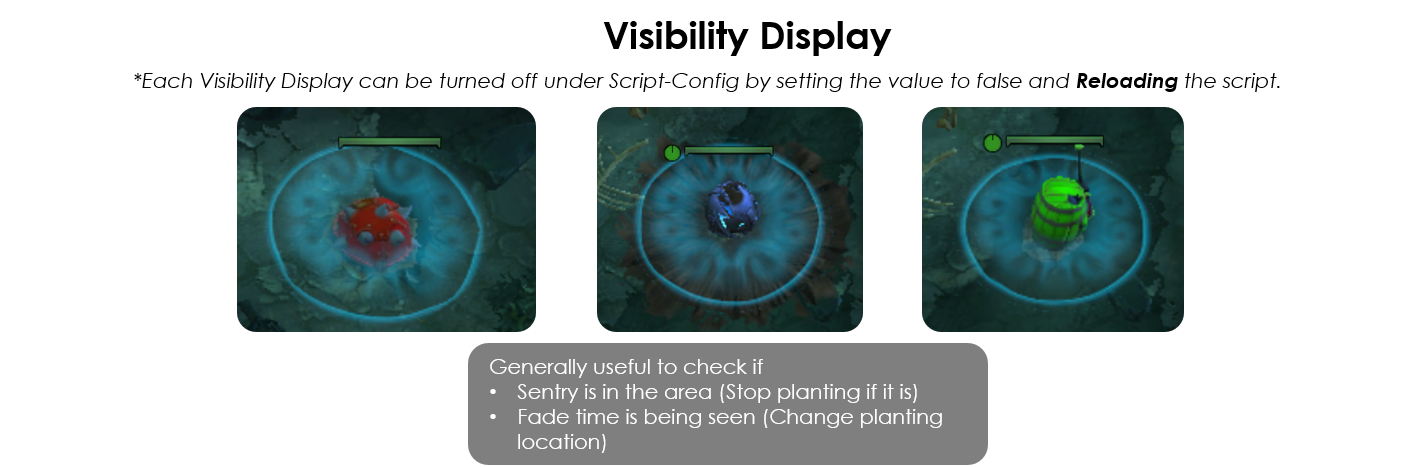 Visibility Display
*Each Visibility Display can be turned off under Script-Config by setting the value to false and Reloading the script.
Generally useful to check if
• Sentry is in the area (Stop planting if it is)
• Fade time is being seen (Change planting
location)